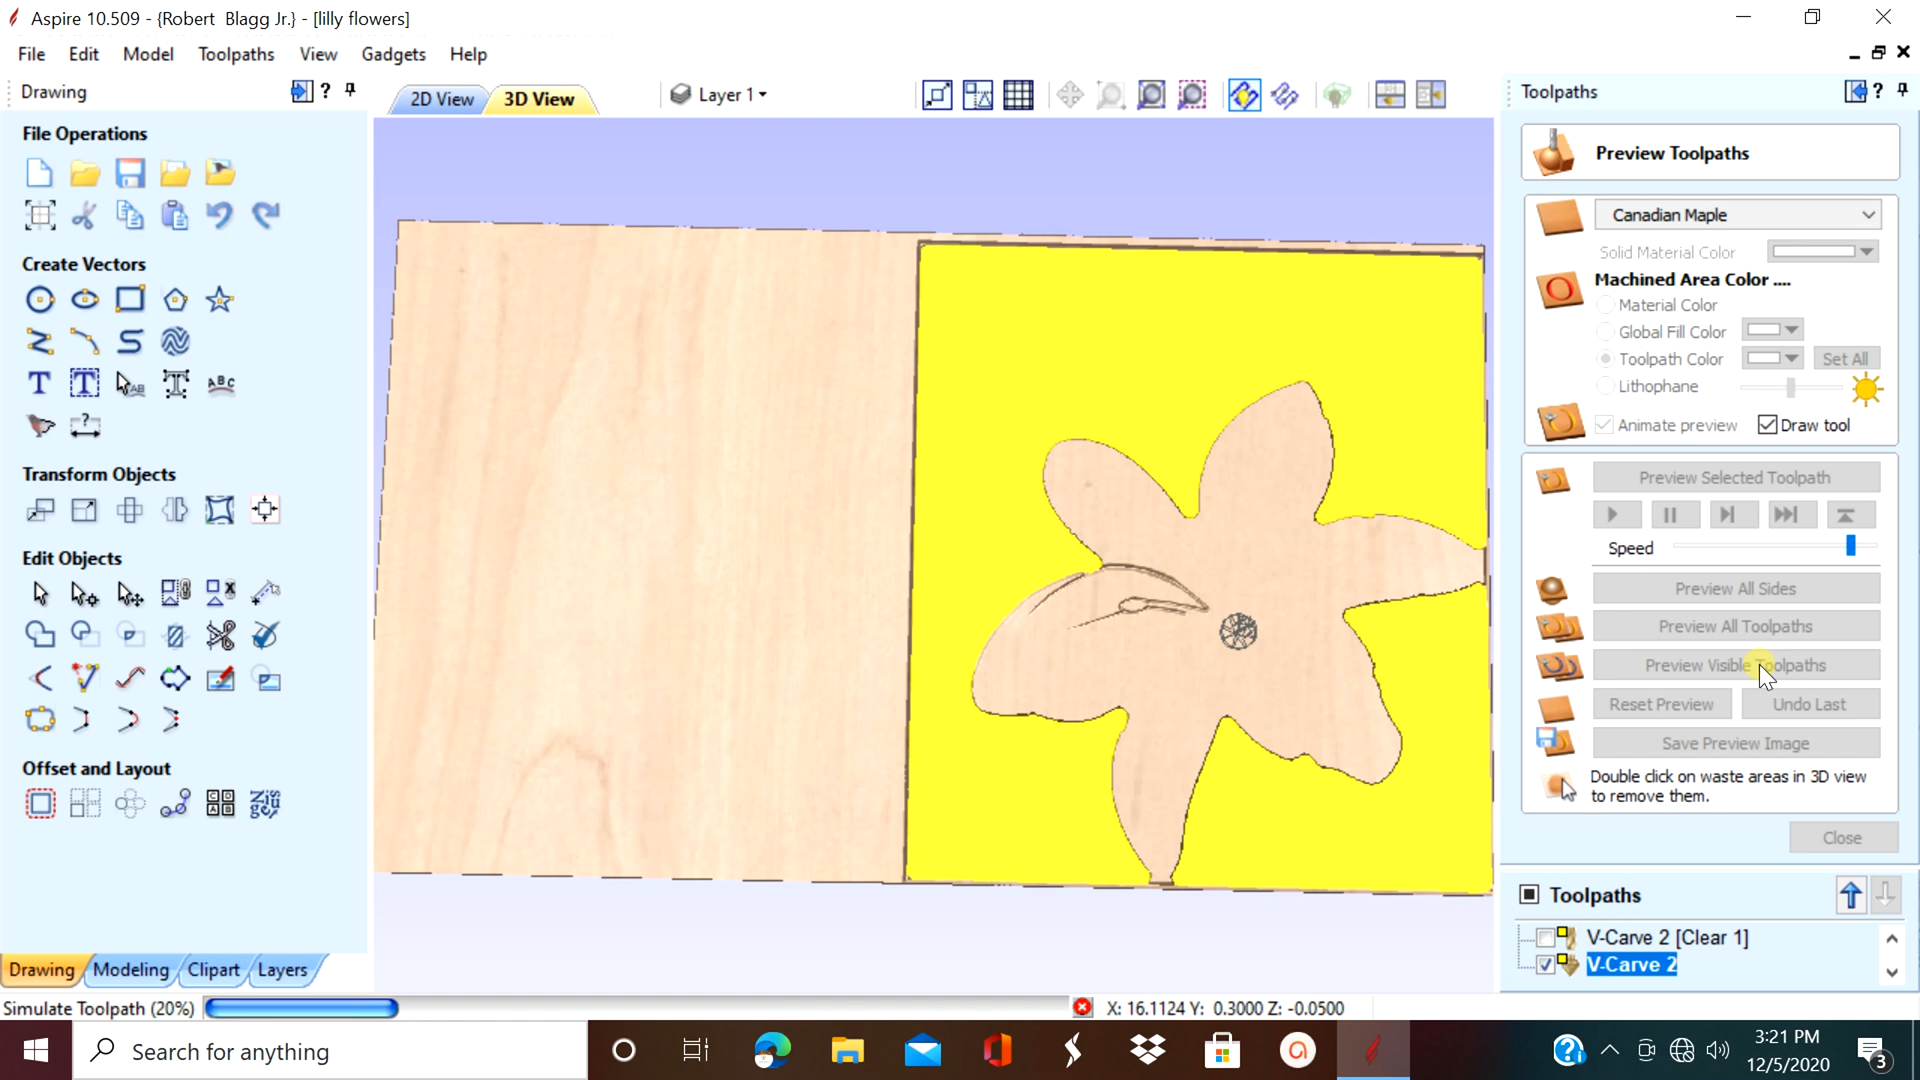 Aspire 10.509 - {Robert Blagg Jr.} - [lilly flowers]
File Edit Model Toolpaths View Gadgets Help
Drawing
?
2D View
3D View
Layer 1
Toolpaths
?
File Operations
Create Vectors
Transform Objects
Edit Objects
Offset and Layout
Drawing Modeling Clipart Layers
Preview Toolpaths
Canadian Maple
Solid Material Color
Machined Area Color ....
Material Color
Global Fill Color
Toolpath Color
Set All
Lithophane
Animate preview
Draw tool
Preview Selected Toolpath
Speed
Preview All Sides
Preview All Toolpaths
Preview Visible Toolpaths
Reset Preview
Undo Last
Save Preview Image
Double click on waste areas in 3D view
to remove them.
Close
Toolpaths
V-Carve 2 [Clear 1]
V-Carve 2
Simulate Toolpath (20%)
X: 16.1124 Y: 0.3000 Z: -0.0500
Search for anything
3:21 PM
12/5/2020
3